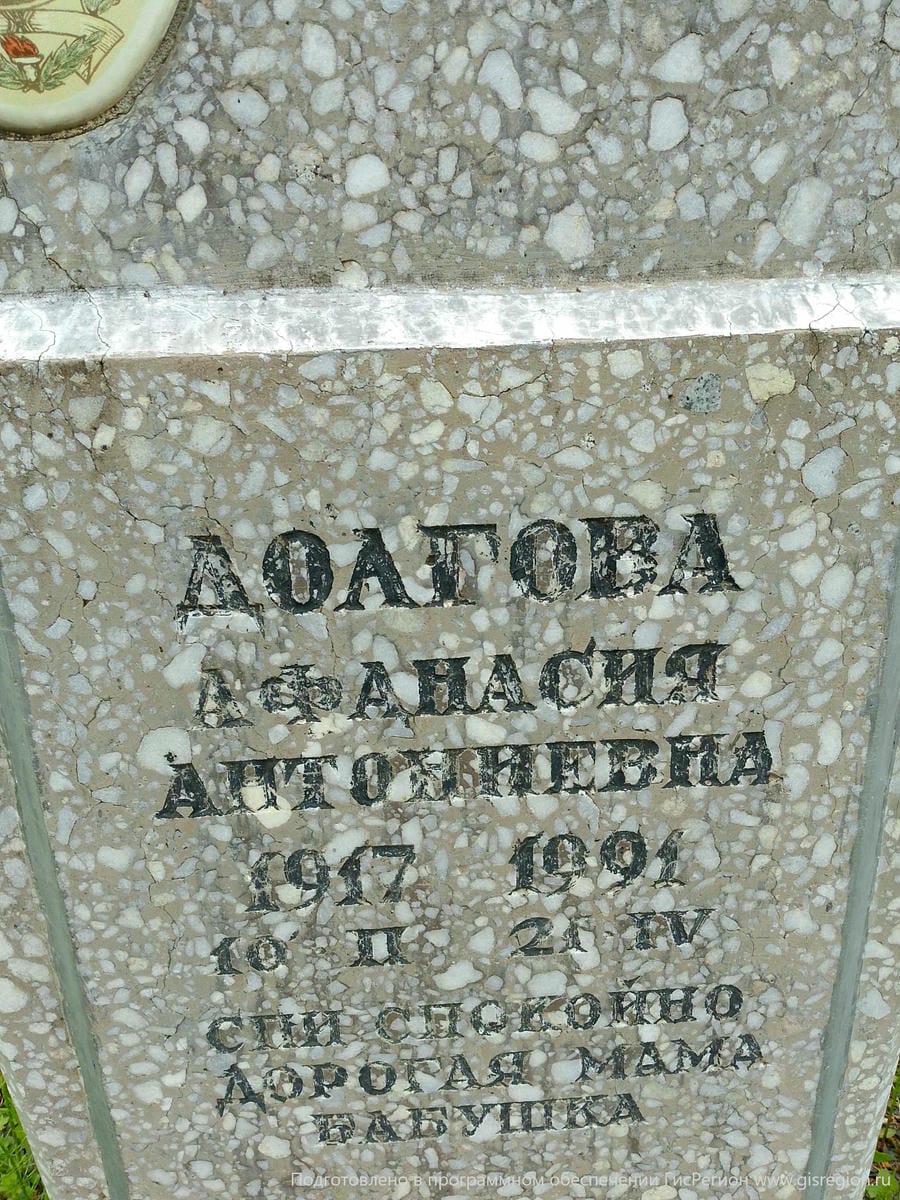 ДОЛГОВА
АФАНАСИЯ
АНТОНИЕВНА
1917 1991
10 II 21 IV
СПИ СПОКОЙНО
ДОРОГАЯ МАМА
БАБУШКА
Подготовлено в программном обеспечении ГисРегион www.gisregion.ru